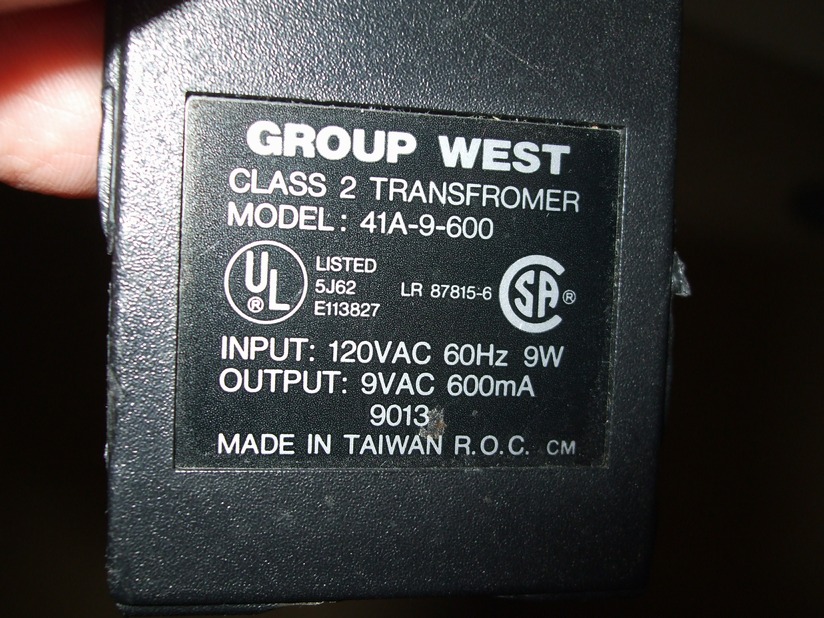 GROUP WEST
CLASS 2 TRANSFROMER
MODEL: 41A-9-600
UL ® LISTED
5J62
E113827
LR 87815-6
CSA ®
INPUT: 120VAC 60Hz 9W
OUTPUT: 9VAC 600mA
9013
MADE IN TAIWAN R.O.C. CM